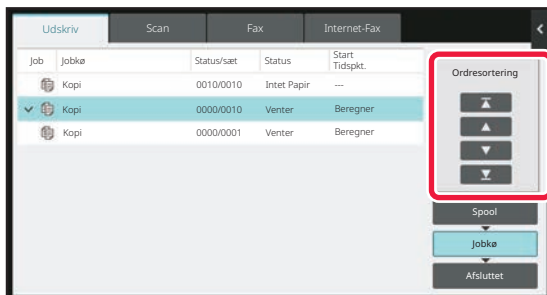 Udskriv Scan Fax Internet-Fax
Job Jobkø Status/sæt Status Start Tidspkt.
Kopi 0010/0010 Intet Papir ---
Kopi 0000/0010 Venter Beregner
Kopi 0000/0001 Venter Beregner
Ordresortering
Spool
Jobkø
Afsluttet